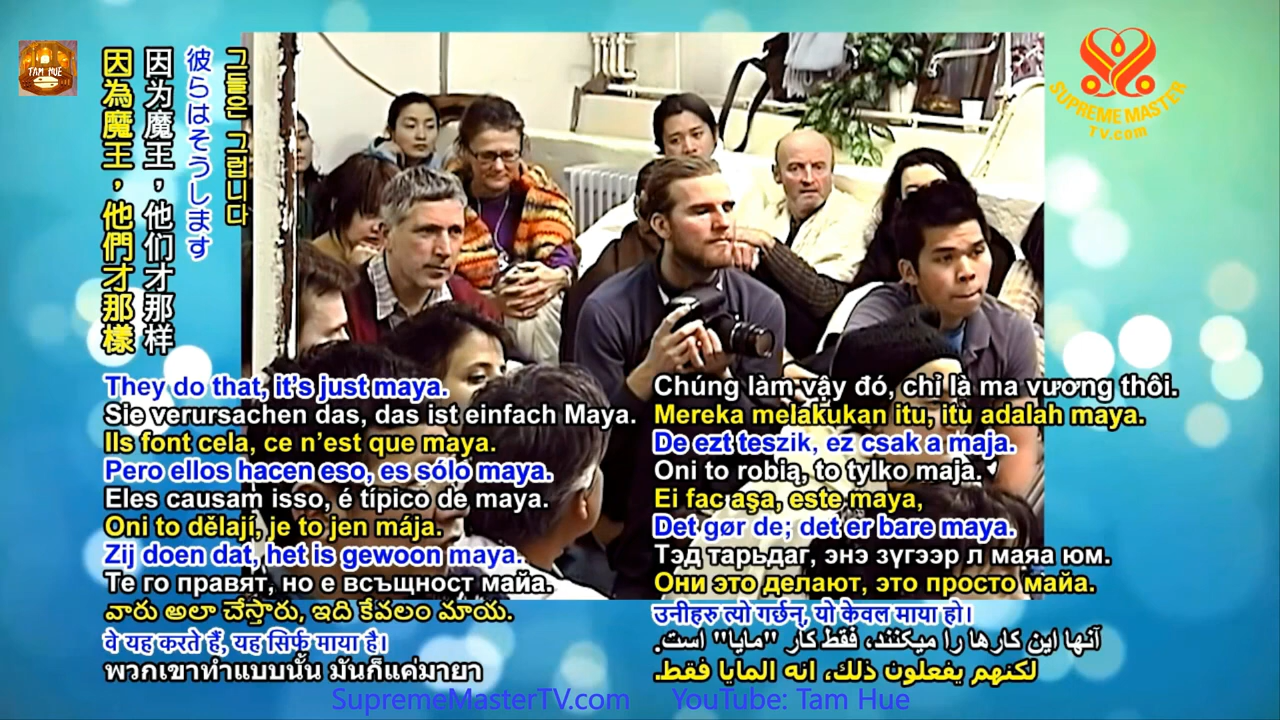 TAM HUE
因為魔王，他們才那樣
因为魔王，他们才那样
彼らはそうします
그들은 그럽니다
SUPREME MASTER
TV.com
They do that, it's just maya.
Sie verursachen das, das ist einfach Maya.
Ils font cela, ce n'est que maya.
Pero ellos hacen eso, es sólo maya.
Eles causam isso, é típico de maya.
Oni to dělají, je to jen mája.
Zij doen dat, het is gewoon maya.
Те го правят, но е всъщност майа.
వారు అలా చేస్తారు, ఇది కేవలం మాయ.
वे यह करते हैं, यह सिर्फ माया है।
พวกเขาทำแบบนั้น มันก็แค่มายา
Chúng làm vậy đó, chỉ là ma vương thôi.
Mereka melakukan itu, itu adalah maya.
De ezt teszik, ez csak a maja.
Oni to robią, to tylko maja.
Ei fac aşa, este maya,
Det gør de; det er bare maya.
Тэд тарьдаг, энэ зүгээр л маяа юм.
Они это делают, это просто майа.
उनीहरु त्यो गर्छन्, यो केवल माया हो।
آنها این کارها را میکنند، فقط کار "مایا" است.
لكنهم يفعلون ذلك، انه المايا فقط.
SupremeMasterTV.com YouTube: Tam Hue